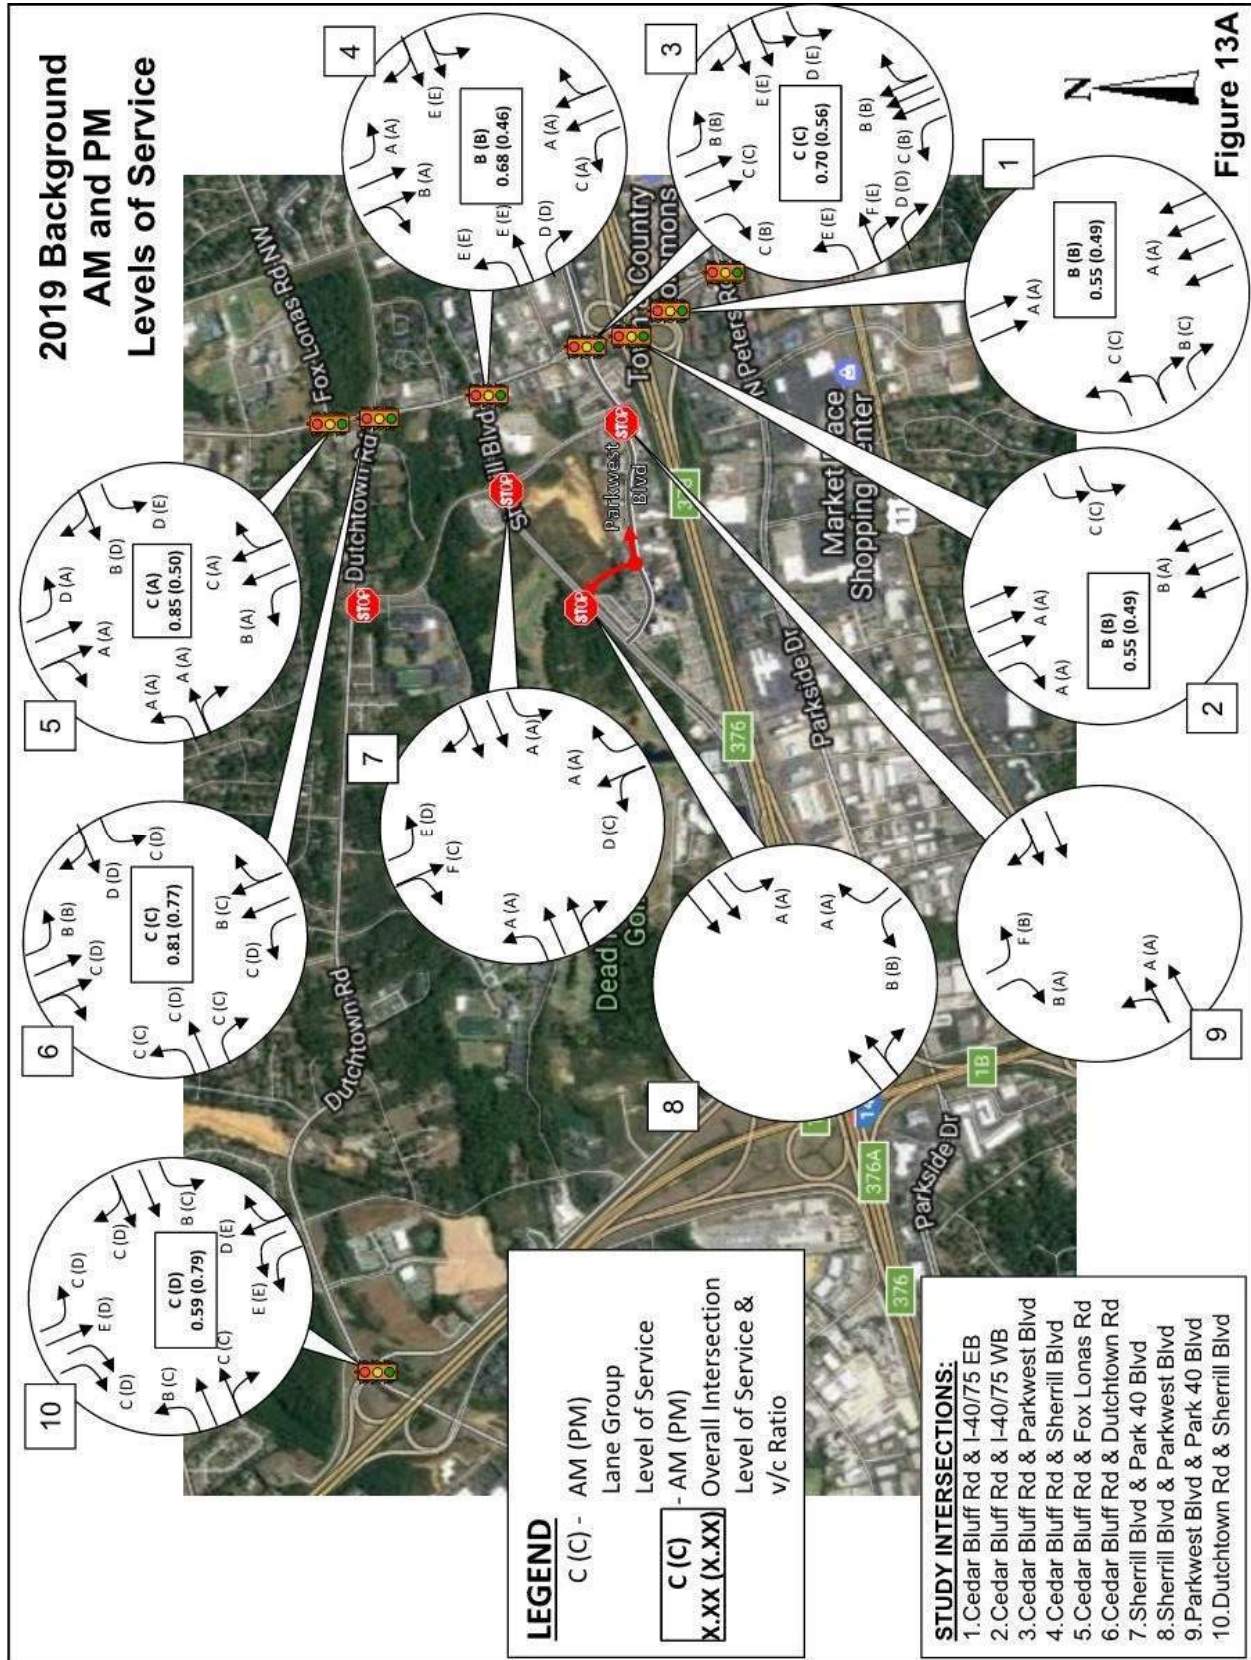 2019 Background
AM and PM
Levels of Service
10
C (D)
E (D)
C (D)
C (D)
B (C)
B (C)
C (C)
D (E)
E (E)
C (D)
0.59 (0.79)
6
B (B)
C (D)
D (D)
C (D)
C (C)
C (D)
C (C)
B (C)
C (D)
C (C)
0.81 (0.77)
5
D (A)
A (A)
B (D)
D (E)
A (A)
A (A)
C (A)
B (A)
C (A)
0.85 (0.50)
4
A (A)
B (A)
E (E)
E (E)
E (E)
D (D)
A (A)
C (A)
B (B)
0.68 (0.46)
7
E (D)
F (C)
A (A)
A (A)
A (A)
D (C)
3
B (B)
C (C)
C (B)
E (E)
D (E)
E (E)
F (E)
D (D)
B (B)
C (B)
C (C)
0.70 (0.56)
8
A (A)
A (A)
B (B)
9
F (B)
B (A)
A (A)
2
A (A)
A (A)
C (C)
B (A)
B (B)
0.55 (0.49)
1
A (A)
C (C)
B (C)
A (A)
B (B)
0.55 (0.49)
Fox Lonas Rd NW
Dutchtown Rd
Dutchtown Rd
ll Blvd
STOP
STOP
STOP
STOP
Parkwest
Blvd
Town & Country
Commons
N Peters Rd
Market Place
Shopping Center
11
Parkside Dr
Parkside Dr
Dead
Gol
378
376
376A
376
1B
N
LEGEND
C (C) - AM (PM)
Lane Group
Level of Service
C (C)
X.XX (X.XX)
- AM (PM)
Overall Intersection
Level of Service &
v/c Ratio
STUDY INTERSECTIONS:
1.Cedar Bluff Rd & I-40/75 EB
2.Cedar Bluff Rd & I-40/75 WB
3.Cedar Bluff Rd & Parkwest Blvd
4.Cedar Bluff Rd & Sherrill Blvd
5.Cedar Bluff Rd & Fox Lonas Rd
6.Cedar Bluff Rd & Dutchtown Rd
7.Sherrill Blvd & Park 40 Blvd
8.Sherrill Blvd & Parkwest Blvd
9.Parkwest Blvd & Park 40 Blvd
10.Dutchtown Rd & Sherrill Blvd
Figure 13A